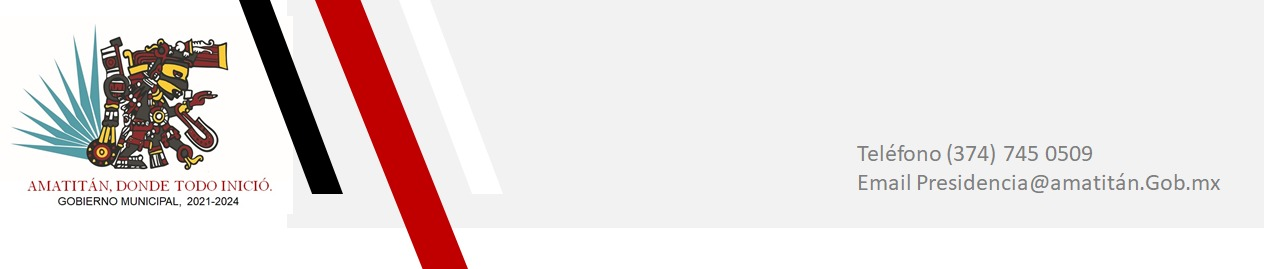 AMATITÁN, DONDE TODO INICIÓ.
GOBIERNO MUNICIPAL, 2021-2024
Teléfono (374) 745 0509
Email Presidencia@amatitán.Gob.mx